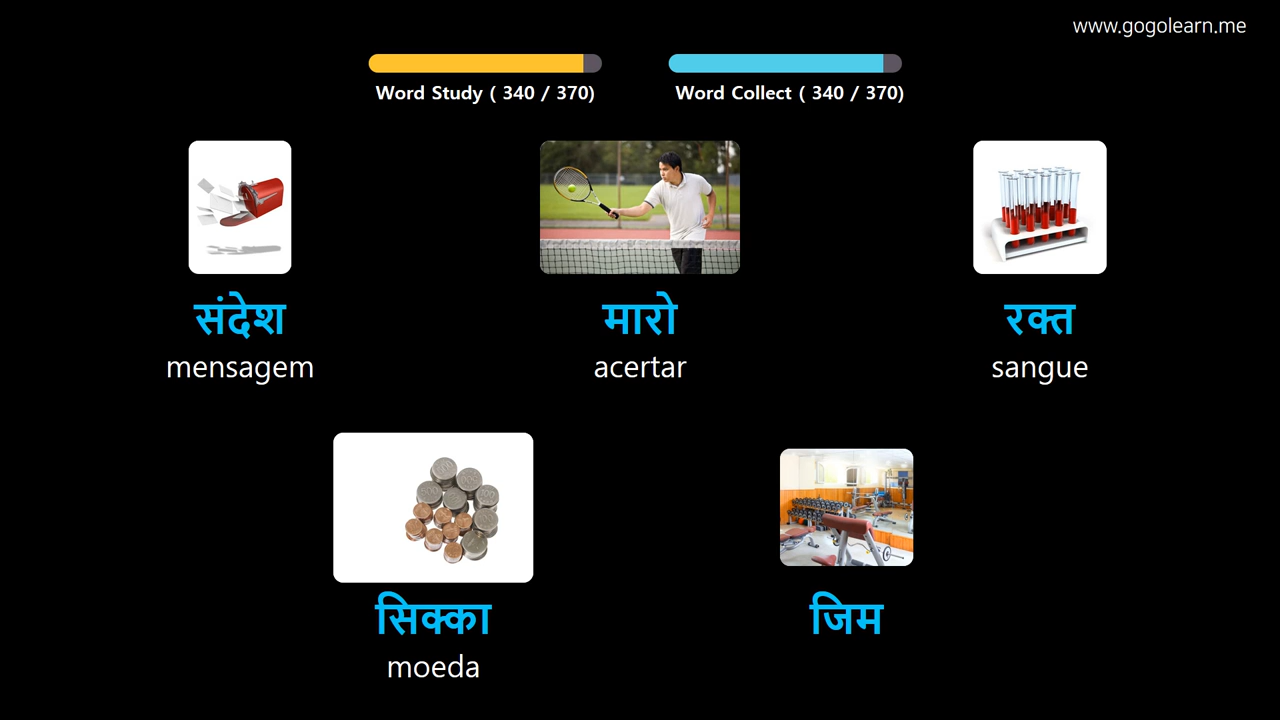 www.gogolearn.me
Word Study ( 340 / 370)
Word Collect ( 340 / 370)
संदेश
mensagem
मारो
acertar
रक्त
sangue
सिक्का
moeda
जिम